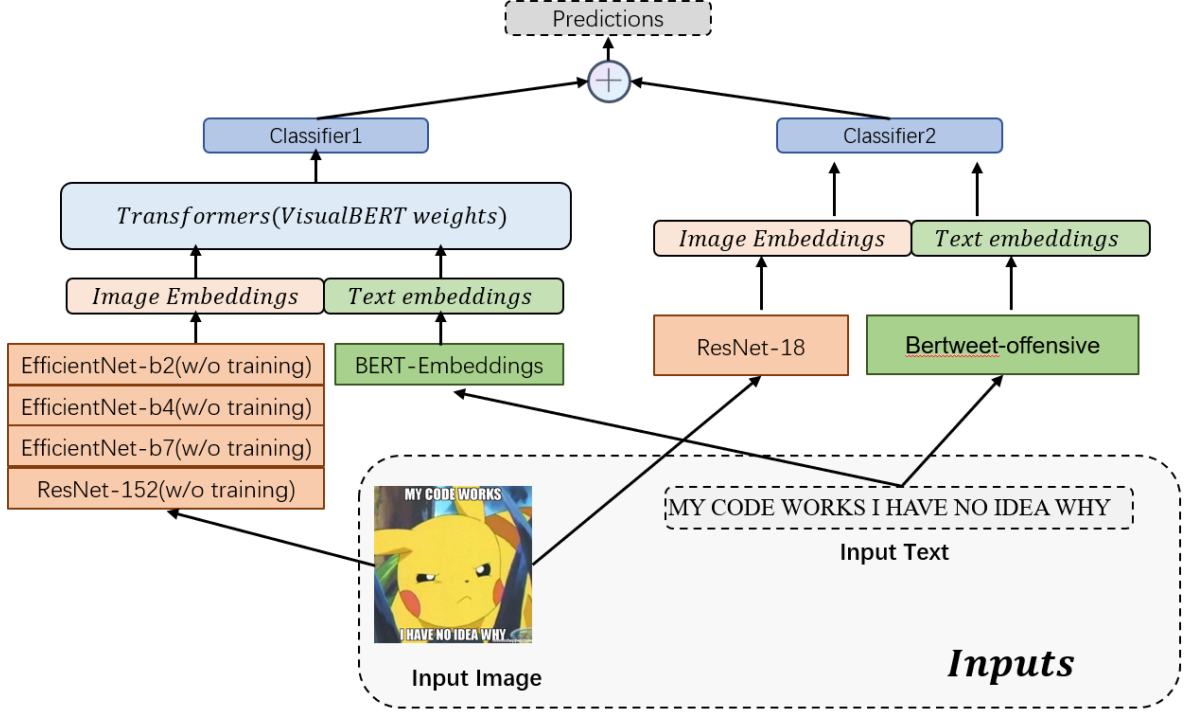 Predictions
Classifier1
Classifier2
Transformers(VisualBERT weights)
Image Embeddings
Text embeddings
Image Embeddings
Text embeddings
EfficientNet-b2(w/o training)
EfficientNet-b4(w/o training)
EfficientNet-b7(w/o training)
ResNet-152(w/o training)
BERT-Embeddings
ResNet-18
Bertweet-offensive
MY CODE WORKS
I HAVE NO IDEA WHY
Input Image
MY CODE WORKS I HAVE NO IDEA WHY
Input Text
Inputs